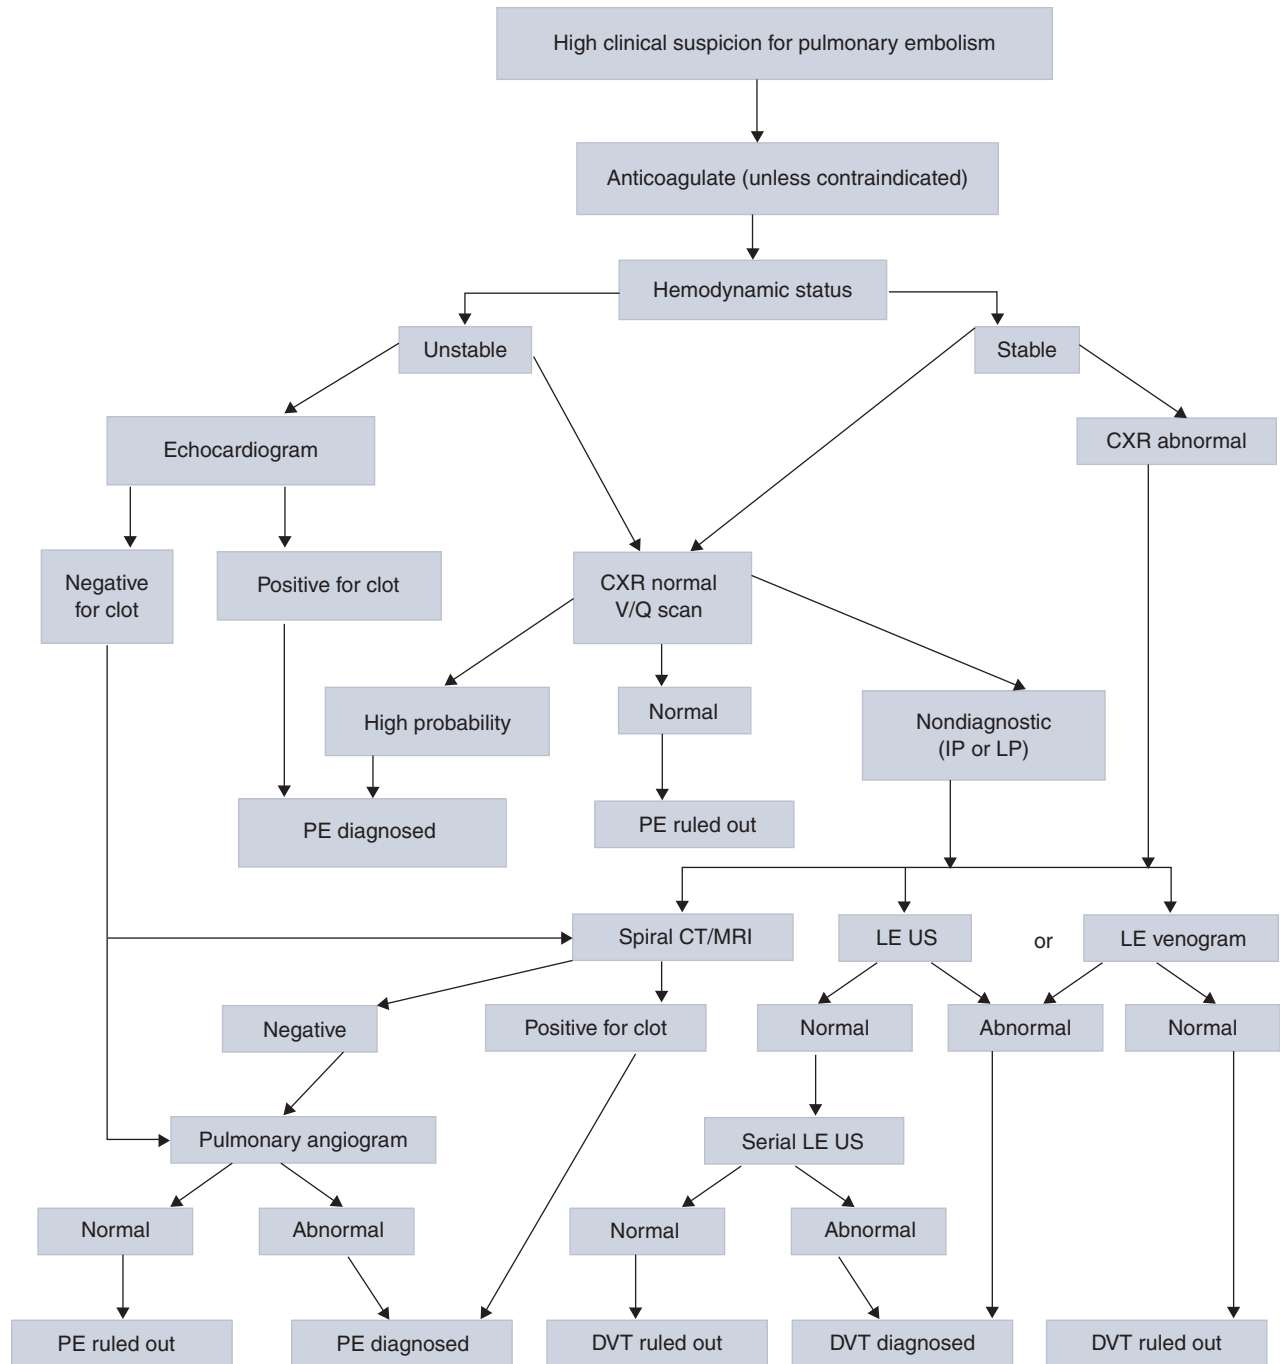 High clinical suspicion for pulmonary embolism
Anticoagulate (unless contraindicated)
Hemodynamic status
Unstable
Stable
Echocardiogram
CXR abnormal
Negative
for clot
Positive for clot
CXR normal
V/Q scan
High probability
Normal
Nondiagnostic
(IP or LP)
PE diagnosed
PE ruled out
Spiral CT/MRI
LE US
or
LE venogram
Negative
Positive for clot
Normal
Abnormal
Normal
Pulmonary angiogram
Serial LE US
Normal
Abnormal
Normal
Abnormal
PE ruled out
PE diagnosed
DVT ruled out
DVT diagnosed
DVT ruled out